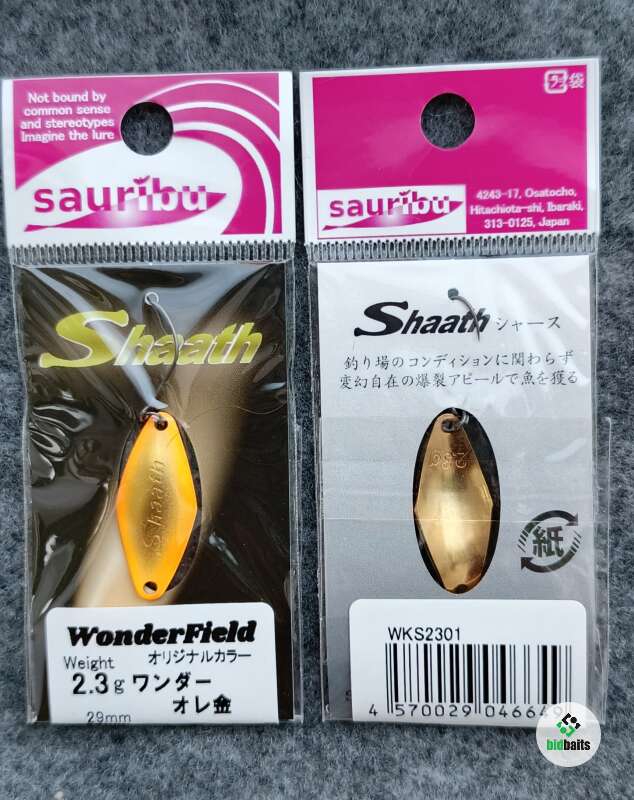 Not bound by
common sense
and stereotypes
Imagine the lure
sauribu
Shaath
Shaath
WonderField
Weight オリジナルカラー
2.3g ワンダー
オレ金
29mm
袋
sauribu
4243-17, Osatocho,
Hitachiota-shi, Ibaraki,
313-0125, Japan
Shaath シャース
釣り場のコンディションに関わらず
変幻自在の爆裂アピールで魚を獲る
2.3g
紙
WKS2301
4 570029 04664
bidbaits